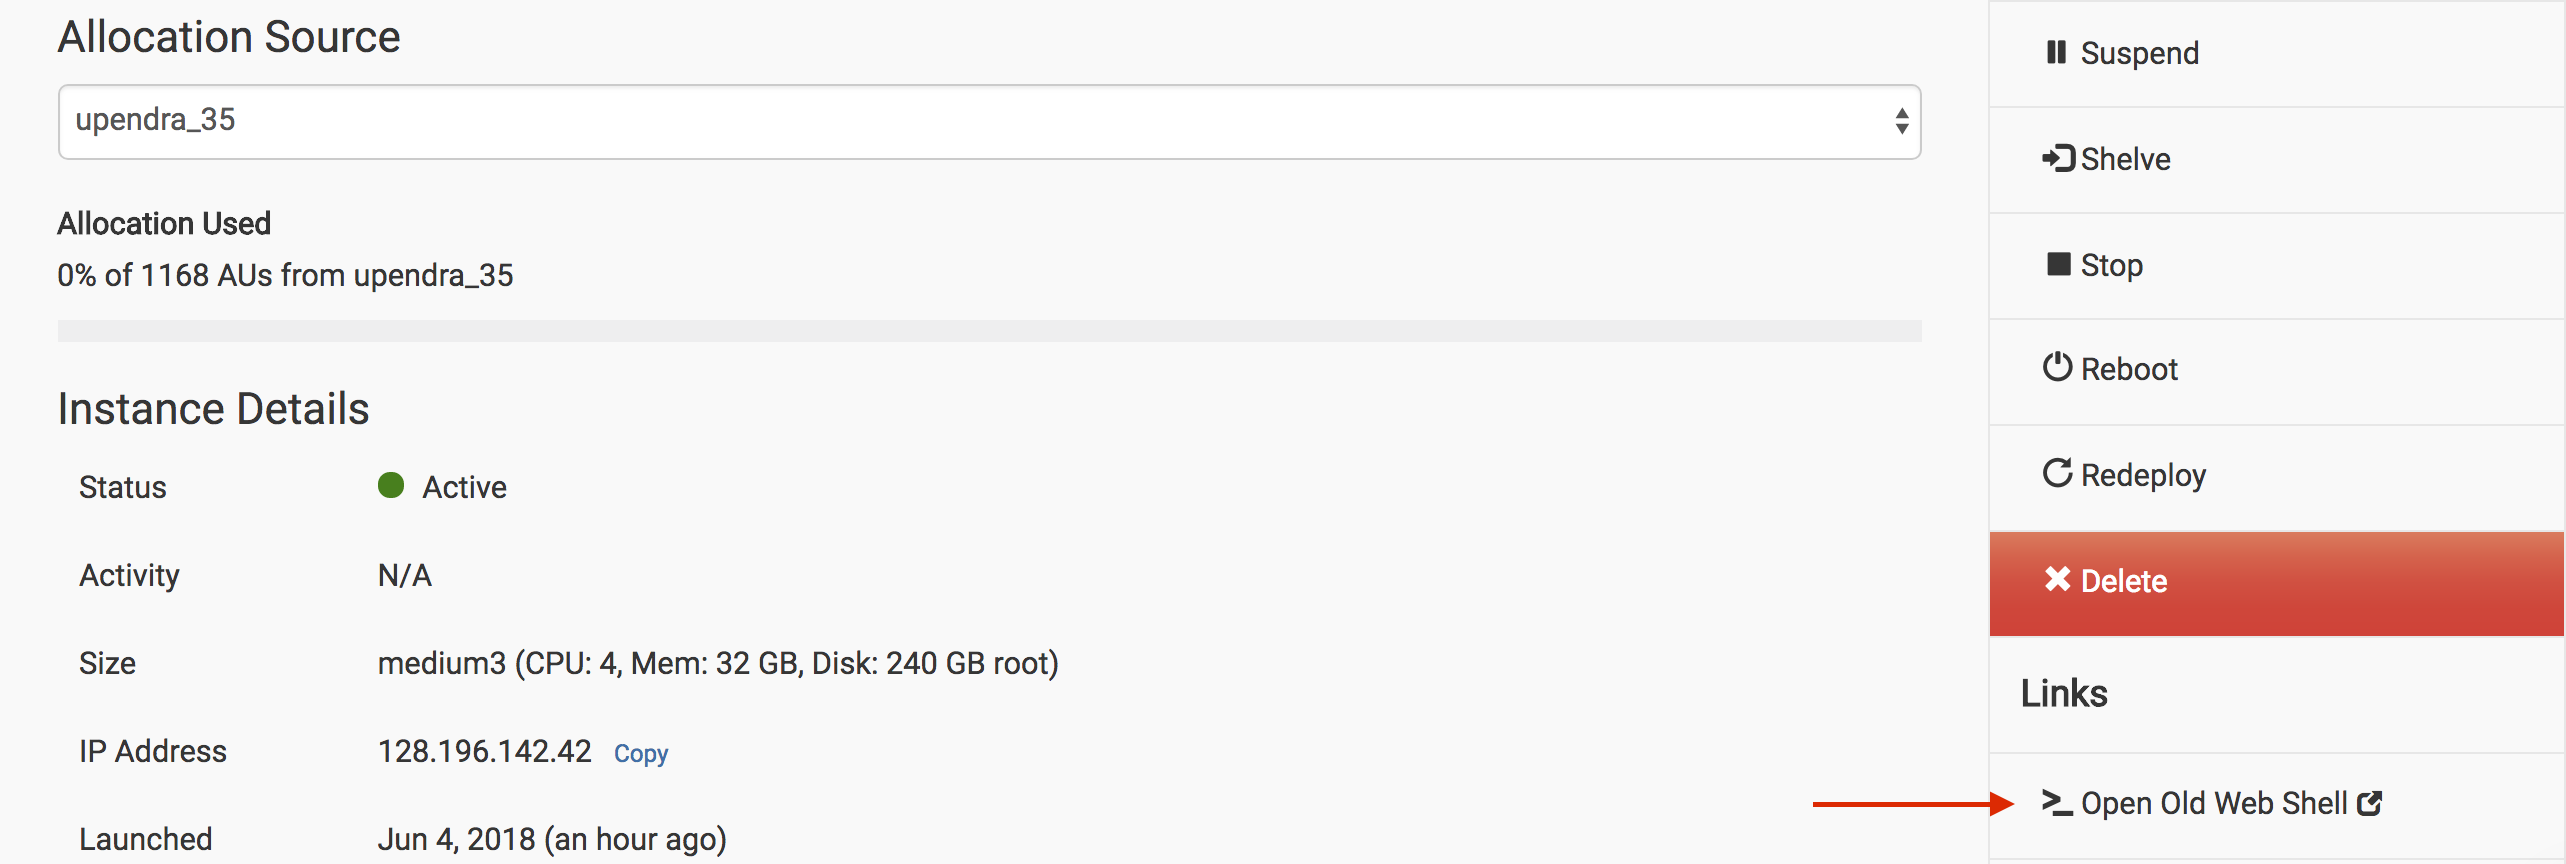 Allocation Source
upendra_35
Allocation Used
0% of 1168 AUs from upendra_35
Instance Details
Status Active
Activity N/A
Size medium3 (CPU: 4, Mem: 32 GB, Disk: 240 GB root)
IP Address 128.196.142.42 Copy
Launched Jun 4, 2018 (an hour ago)
Suspend
Shelve
Stop
Reboot
Redeploy
Delete
Links
Open Old Web Shell